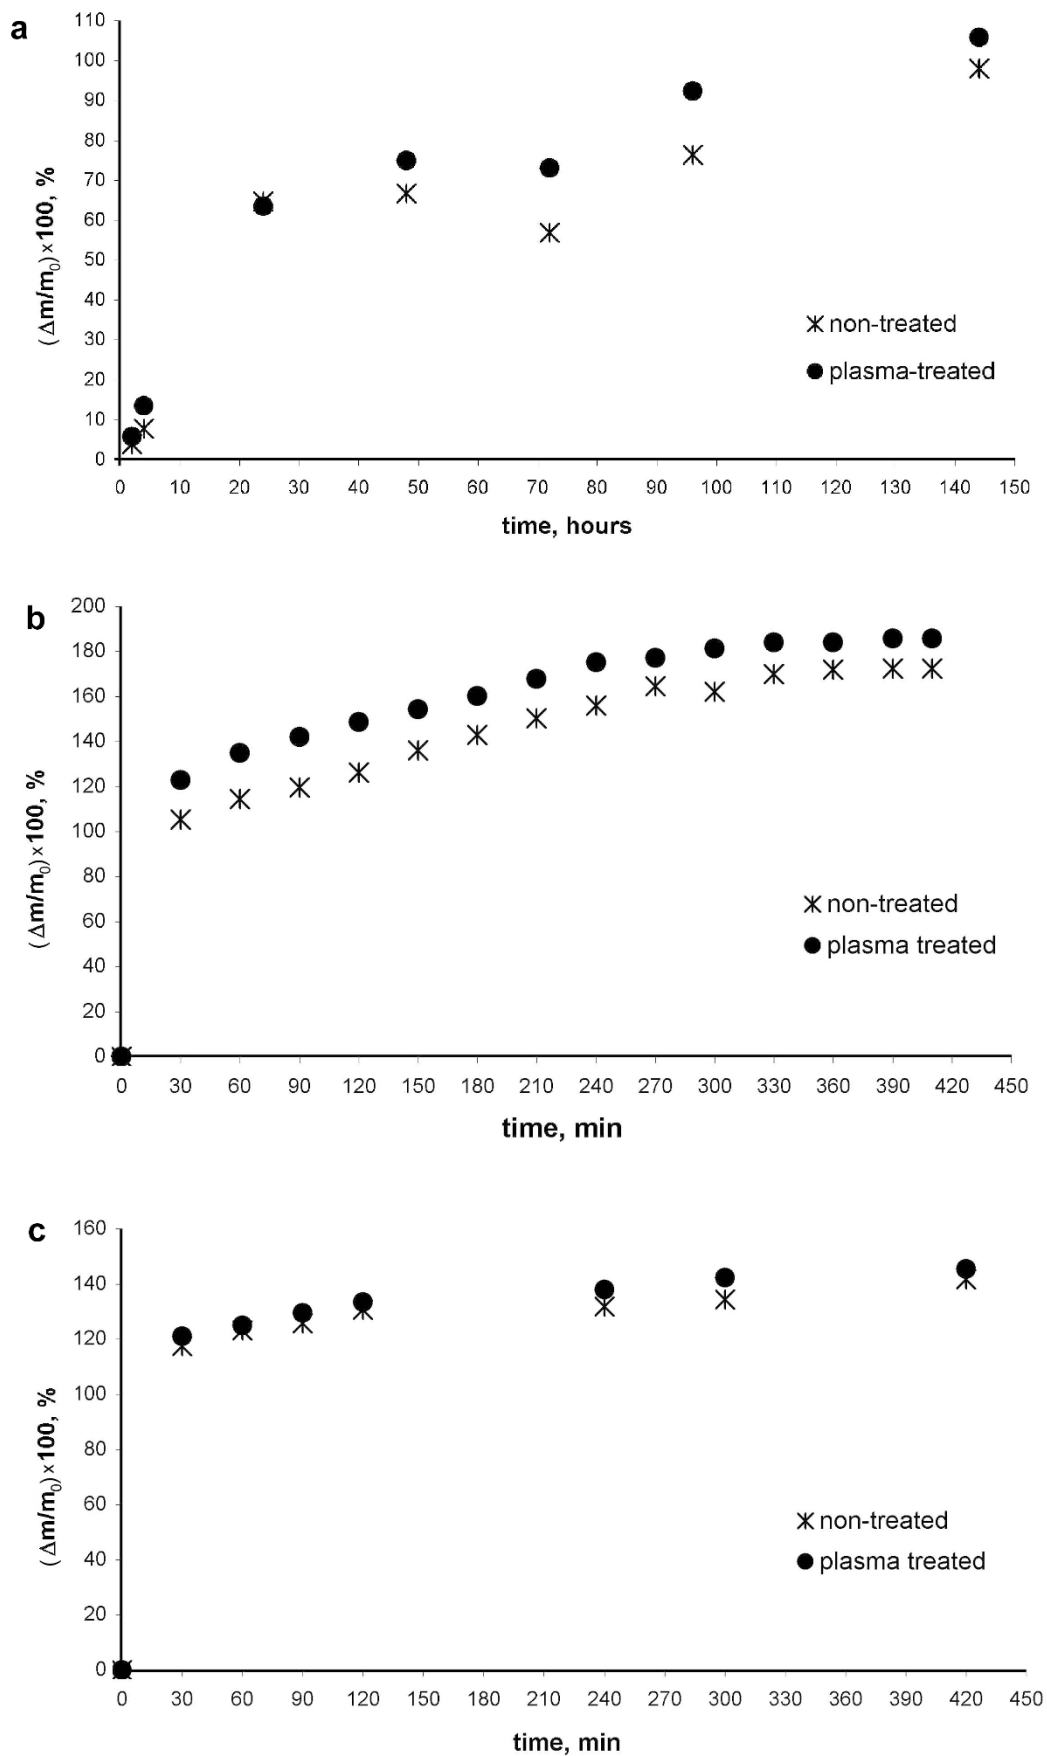 a
(Δm/m0)×100, %
110
100
90
80
70
60
50
40
30
20
10
0
0 10 20 30 40 50 60 70 80 90 100 110 120 130 140 150
time, hours
non-treated
plasma-treated
b
(Δm/m0)×100, %
200
180
160
140
120
100
80
60
40
20
0
0 30 60 90 120 150 180 210 240 270 300 330 360 390 420 450
time, min
non-treated
plasma treated
c
(Δm/m0)×100, %
160
140
120
100
80
60
40
20
0
0 30 60 90 120 150 180 210 240 270 300 330 360 390 420 450
time, min
non-treated
plasma treated